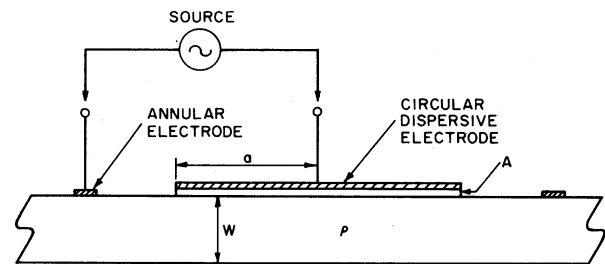 SOURCE
ANNULAR
ELECTRODE
CIRCULAR
DISPERSIVE
ELECTRODE
a
A
W
ρ